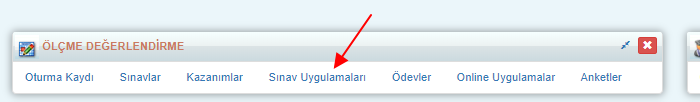 ÖLÇME DEĞERLENDİRME
Oturma Kaydı Sınavlar Kazanımlar Sınav Uygulamaları Ödevler Online Uygulamalar Anketler